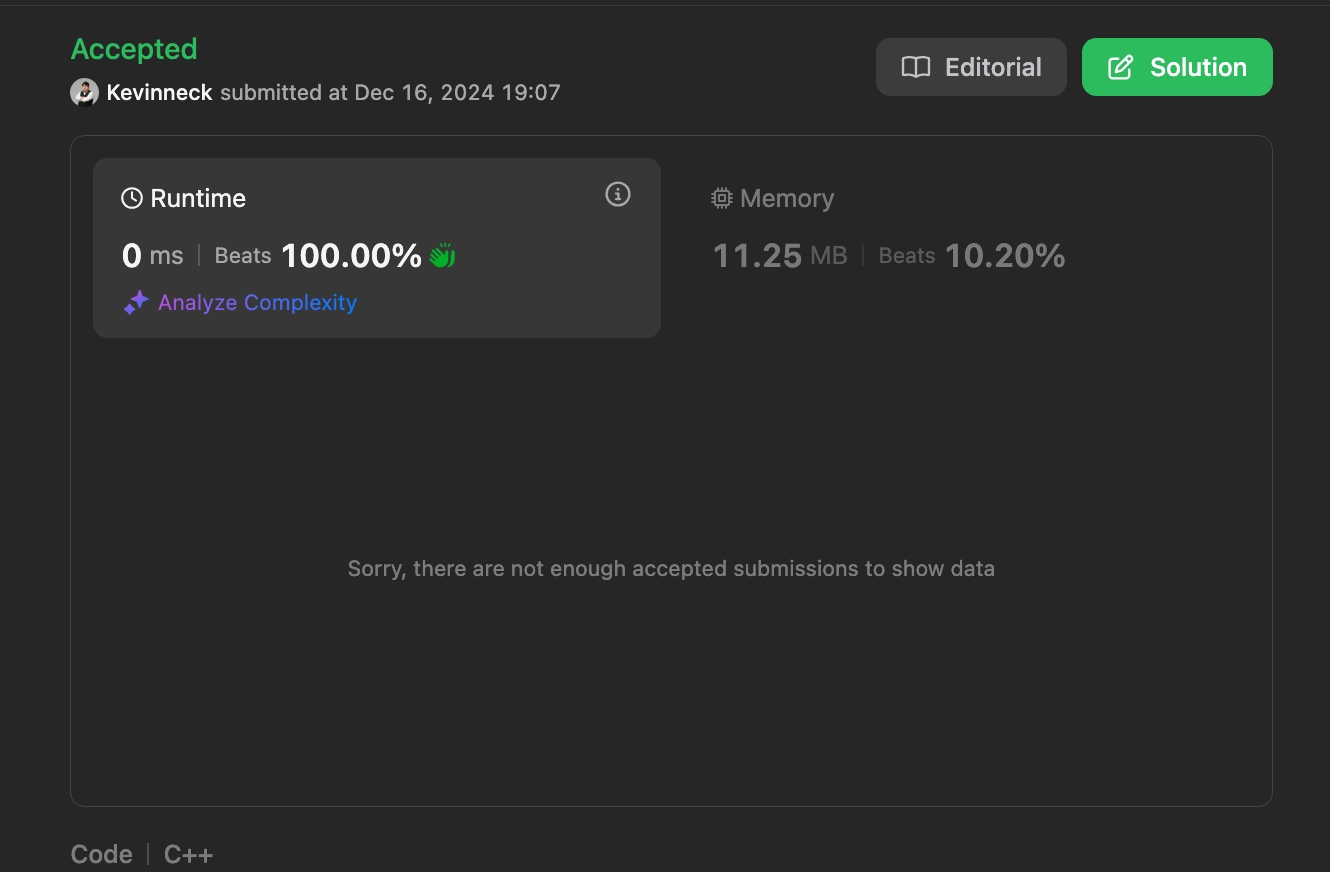 Accepted
Kevinneck submitted at Dec 16, 2024 19:07
Editorial
Solution
Runtime
0 ms | Beats 100.00%
Analyze Complexity
Memory
11.25 MB | Beats 10.20%
Sorry, there are not enough accepted submissions to show data
Code | C++